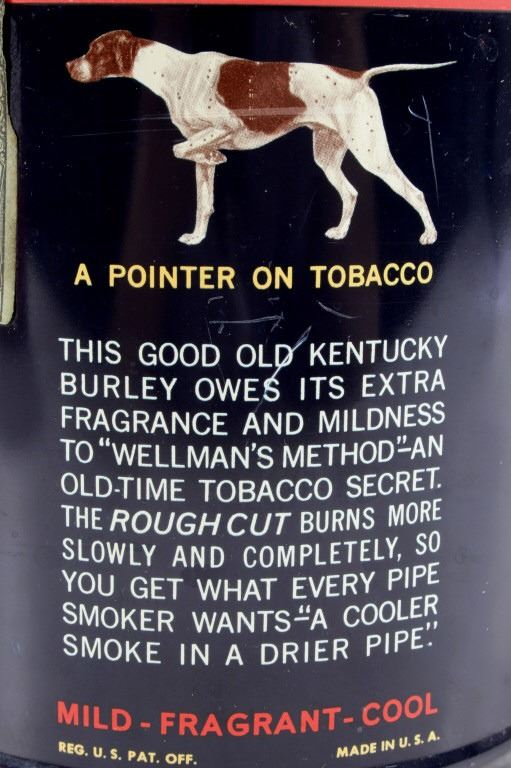 A POINTER ON TOBACCO
THIS GOOD OLD KENTUCKY
BURLEY OWES ITS EXTRA
FRAGRANCE AND MILDNESS
TO "WELLMAN'S METHOD"-AN
OLD-TIME TOBACCO SECRET.
THE ROUGH CUT BURNS MORE
SLOWLY AND COMPLETELY, SO
YOU GET WHAT EVERY PIPE
SMOKER WANTS-"A COOLER
SMOKE IN A DRIER PIPE."
MILD - FRAGRANT - COOL
REG. U. S. PAT. OFF. MADE IN U. S. A.